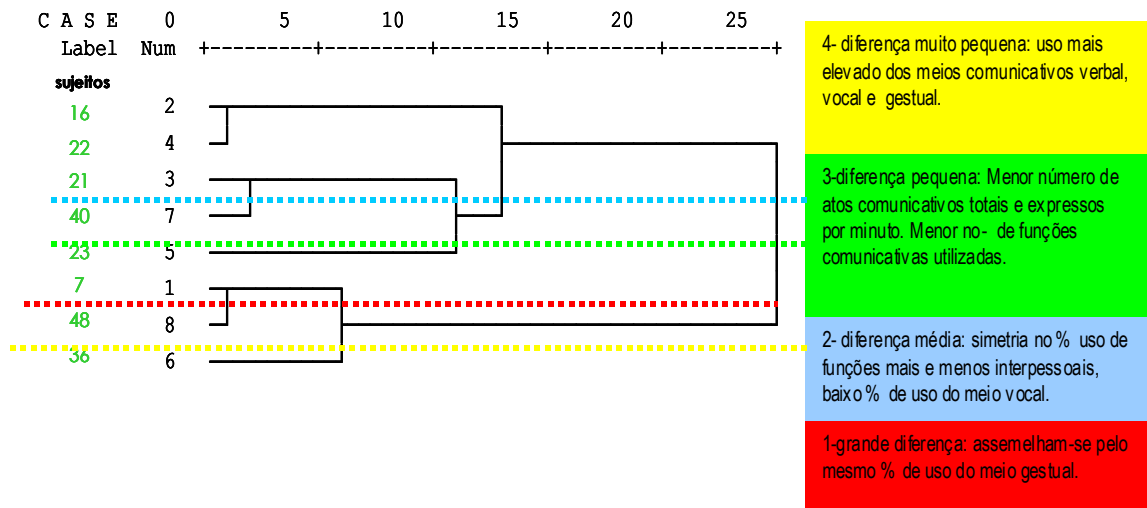 C A S E 0 5 10 15 20 25
Label Num +---------+---------+---------+---------+---------+
sujeitos
16 2
22 4
21 3
40 7
23 5
7 1
48 8
36 6
4- diferença muito pequena: uso mais
elevado dos meios comunicativos verbal,
vocal e gestual.
3-diferença pequena: Menor número de
atos comunicativos totais e expressos
por minuto. Menor no- de funções
comunicativas utilizadas.
2- diferença média: simetria no % uso de
funções mais e menos interpessoais,
baixo % de uso do meio vocal.
1-grande diferença: assemelham-se pelo
mesmo % de uso do meio gestual.